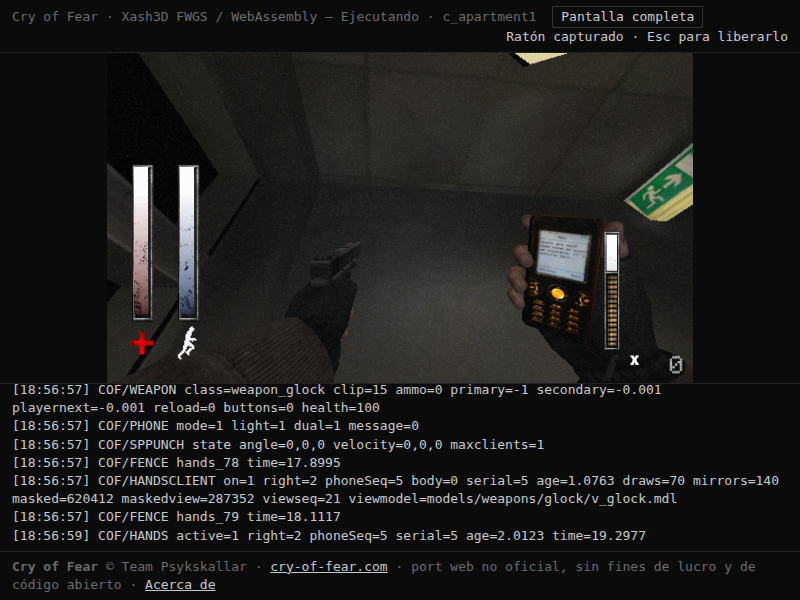 Cry of Fear · Xash3D FWGS / WebAssembly — Ejecutando · c_apartment1
Pantalla completa
Ratón capturado · Esc para liberarlo
x 0
[18:56:57] COF/WEAPON class=weapon_glock clip=15 ammo=0 primary=-1 secondary=-0.001
playernext=-0.001 reload=0 buttons=0 health=100
[18:56:57] COF/PHONE mode=1 light=1 dual=1 message=0
[18:56:57] COF/SPPUNCH state angle=0,0,0 velocity=0,0,0 maxclients=1
[18:56:57] COF/FENCE hands_78 time=17.8995
[18:56:57] COF/HANDSCLIENT on=1 right=2 phoneSeq=5 body=0 serial=5 age=1.0763 draws=70 mirrors=140
masked=620412 maskedview=287352 viewseq=21 viewmodel=models/weapons/glock/v_glock.mdl
[18:56:57] COF/FENCE hands_79 time=18.1117
[18:56:59] COF/HANDS active=1 right=2 phoneSeq=5 serial=5 age=2.0123 time=19.2977
Cry of Fear © Team Psykskallar · cry-of-fear.com · port web no oficial, sin fines de lucro y de
código abierto · Acerca de